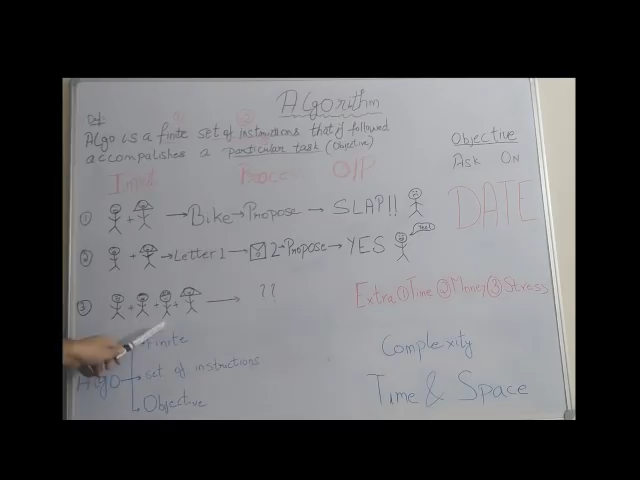 Algorithm
Def:
Algo is a finite set of instructions that if followed
accompalishes a particular task (Objective)
Objective
Ask On
DATE
Input Process O/P
① + → Bike → Propose → SLAP!!
② + → Letter 1 → 2 → Propose → YES
Yes!
③ + + + → ??
Extra ① Time ② Money ③ Stress
Algo → Finite
→ set of instructions
→ Objective
Complexity
Time & Space